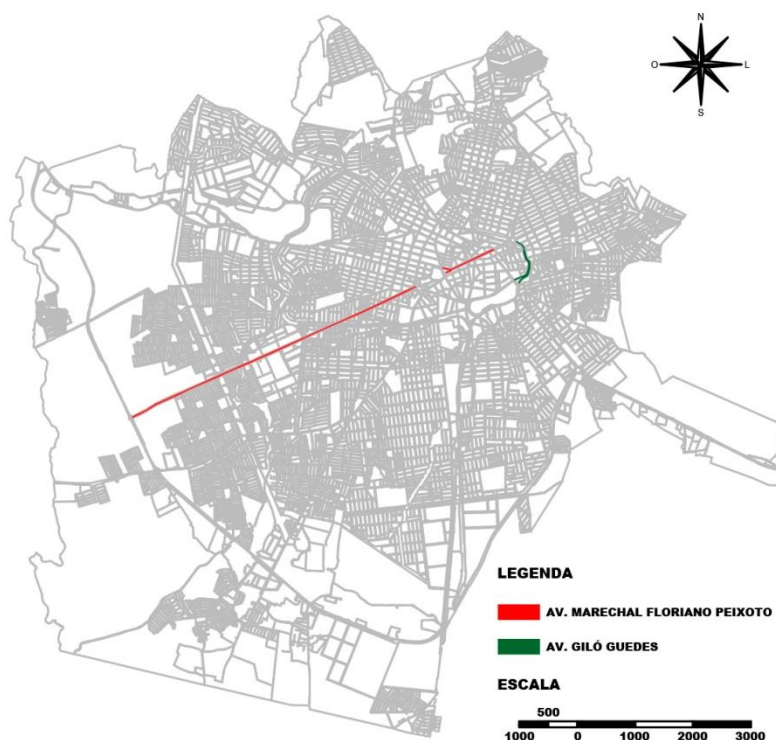 N
O L
S
LEGENDA
AV. MARECHAL FLORIANO PEIXOTO
AV. GILÓ GUEDES
ESCALA
500
1000 0 1000 2000 3000